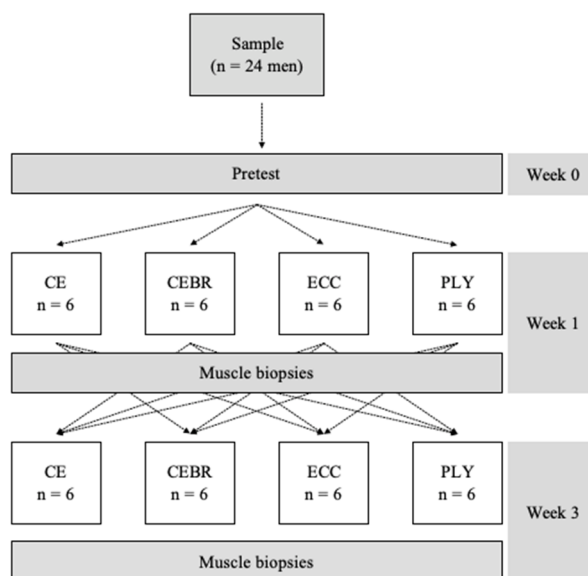 Sample
(n = 24 men)
Pretest
Week 0
CE
n = 6
CEBR
n = 6
ECC
n = 6
PLY
n = 6
Week 1
Muscle biopsies
CE
n = 6
CEBR
n = 6
ECC
n = 6
PLY
n = 6
Week 3
Muscle biopsies